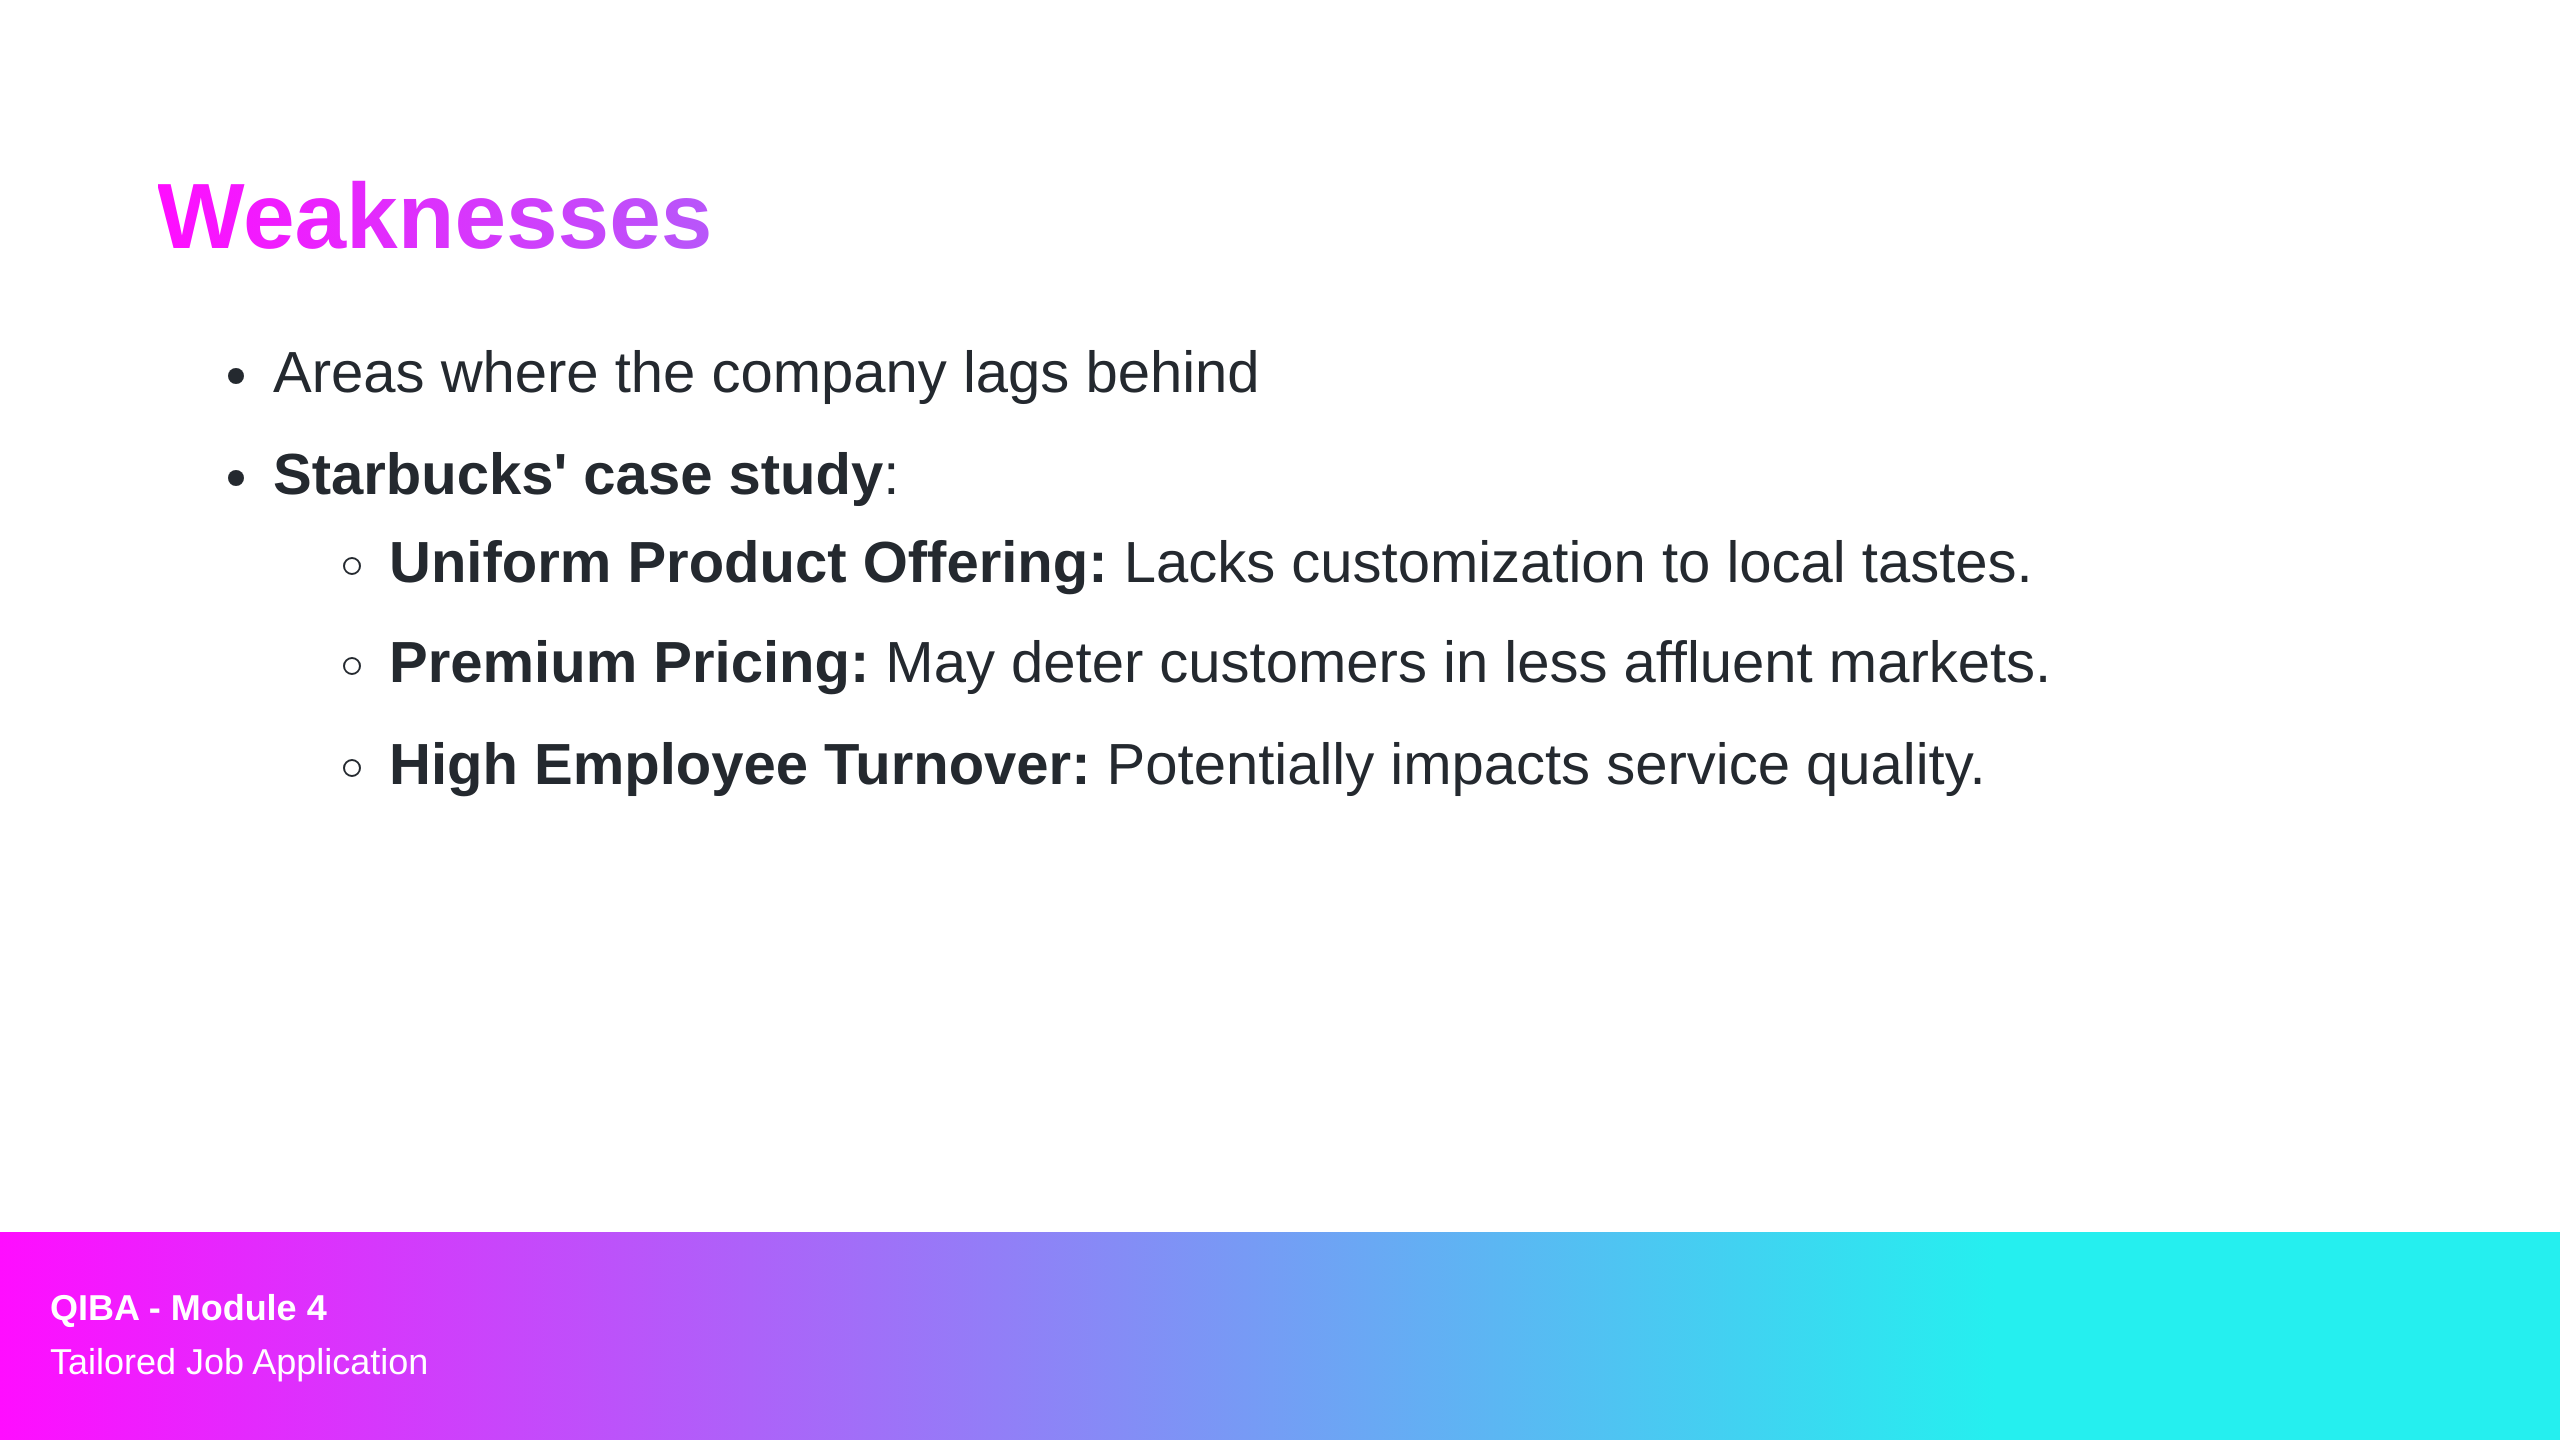 Weaknesses
Areas where the company lags behind
Starbucks' case study:
Uniform Product Offering: Lacks customization to local tastes.
Premium Pricing: May deter customers in less affluent markets.
High Employee Turnover: Potentially impacts service quality.
QIBA - Module 4
Tailored Job Application